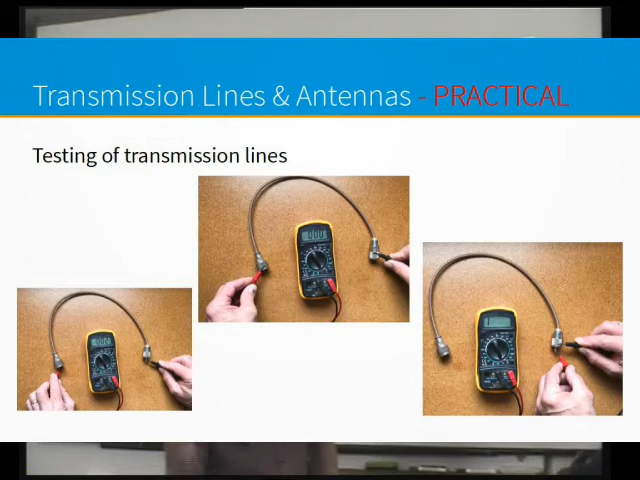 Transmission Lines & Antennas - PRACTICAL
Testing of transmission lines